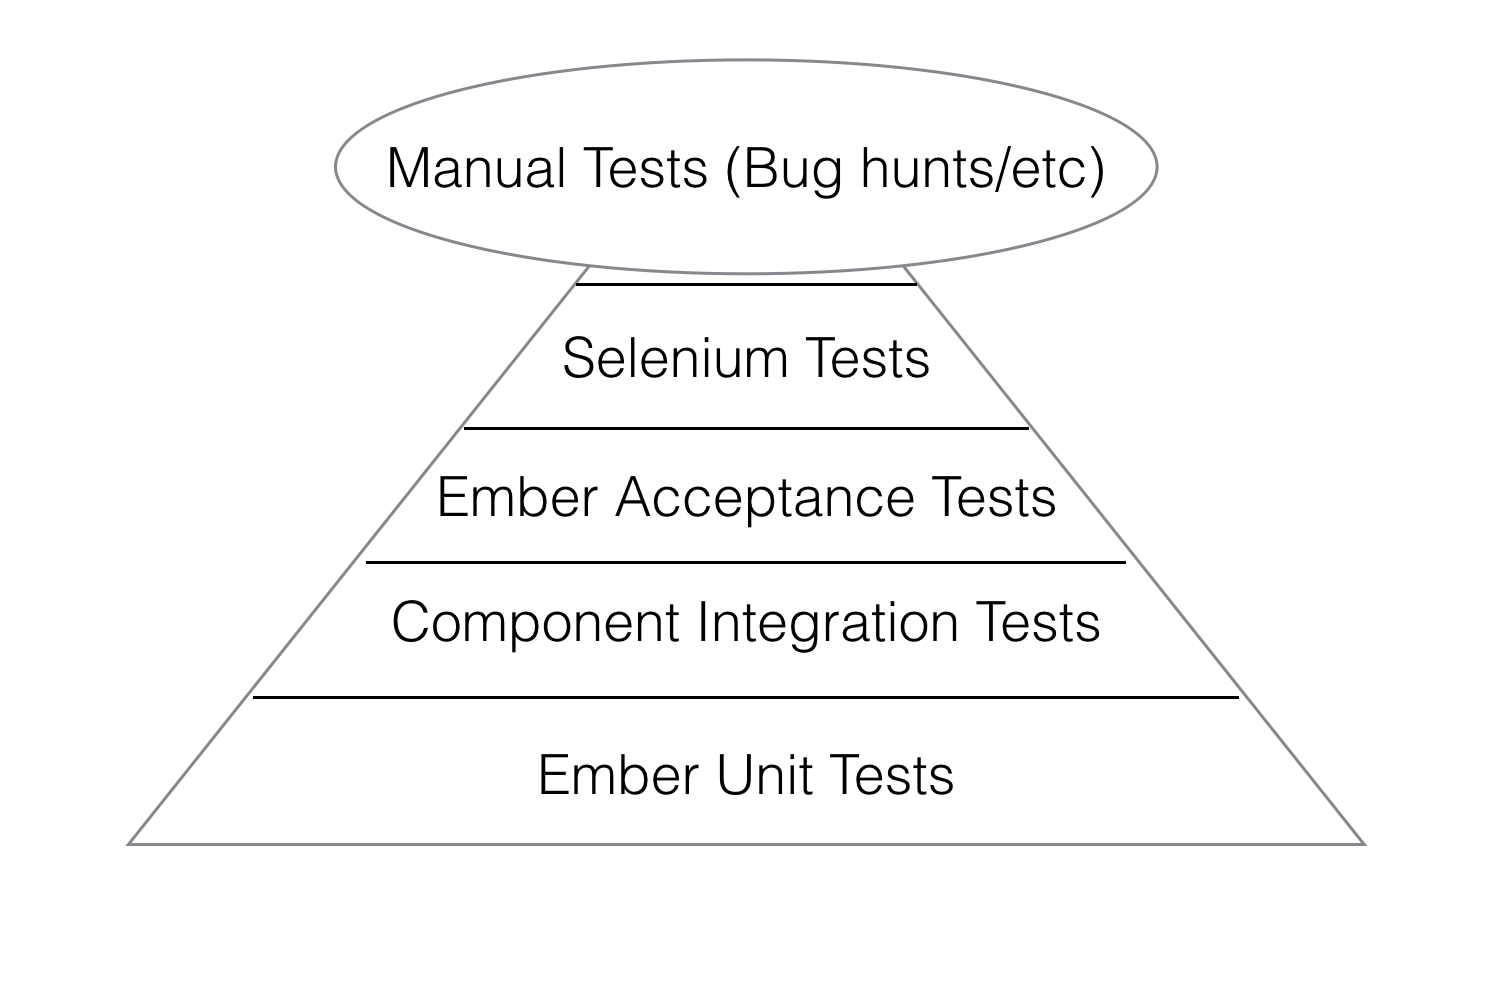 Manual Tests (Bug hunts/etc)
Selenium Tests
Ember Acceptance Tests
Component Integration Tests
Ember Unit Tests